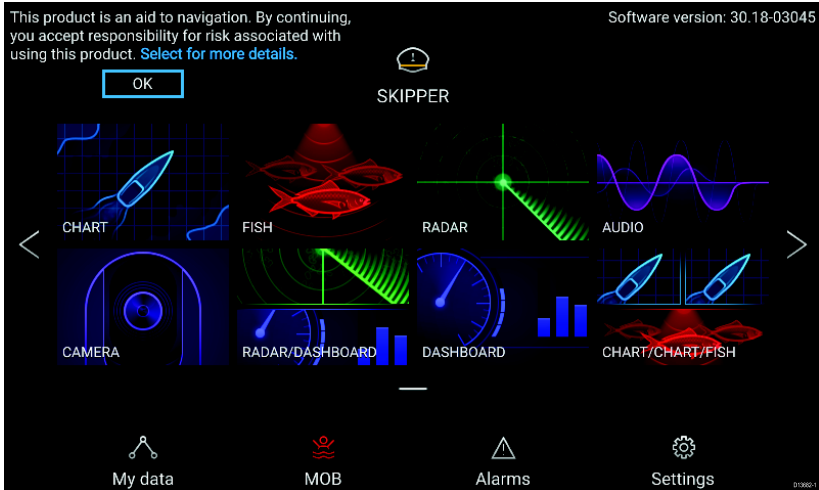 This product is an aid to navigation. By continuing,
you accept responsibility for risk associated with
using this product. Select for more details.
OK
Software version: 30.18-03045
SKIPPER
CHART
FISH
RADAR
AUDIO
CAMERA
RADAR/DASHBOARD
DASHBOARD
CHART/CHART/FISH
My data
MOB
Alarms
Settings
D13682-1